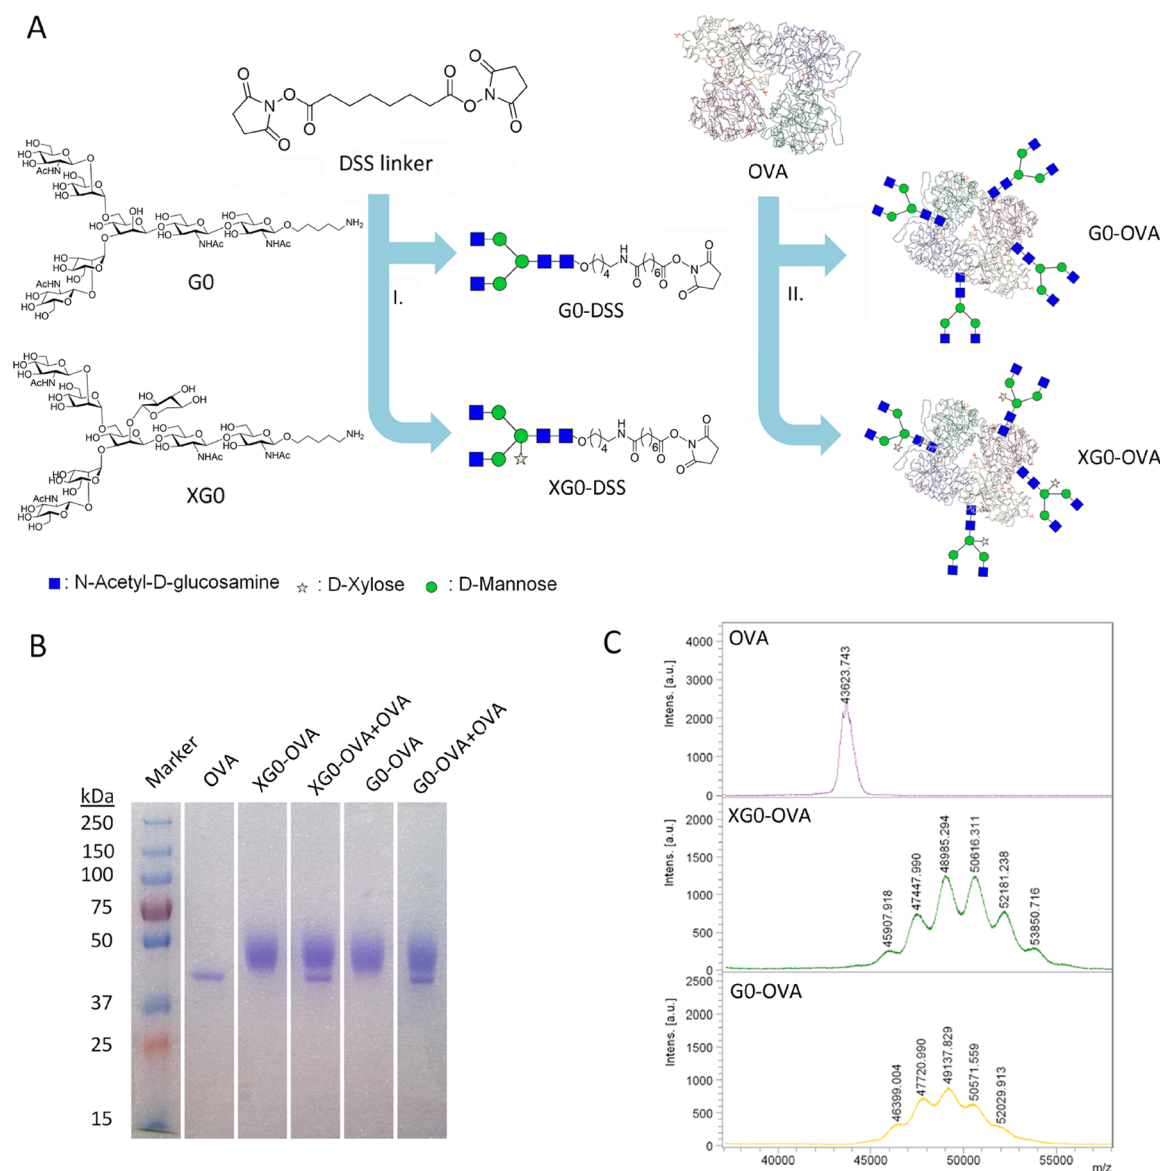 A
DSS linker
OVA
G0
I.
G0-DSS
II.
G0-OVA
XG0
XG0-DSS
XG0-OVA
: N-Acetyl-D-glucosamine : D-Xylose : D-Mannose
B
Marker
OVA
XG0-OVA
XG0-OVA+OVA
G0-OVA
G0-OVA+OVA
kDa
250
150
100
75
50
37
25
15
C
OVA
Intens. [a.u.]
4000
3000
2000
1000
0
43623.743
XG0-OVA
Intens. [a.u.]
2000
1500
1000
500
0
45907.918
47447.990
48985.294
50616.311
52181.238
53850.716
G0-OVA
Intens. [a.u.]
2500
2000
1500
1000
500
0
46399.004
47720.990
49137.829
50571.559
52029.913
40000 45000 50000 55000
m/z